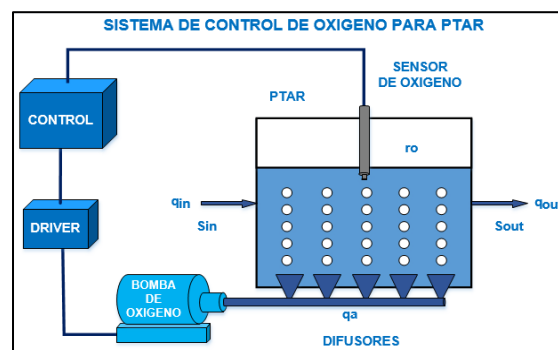 SISTEMA DE CONTROL DE OXIGENO PARA PTAR
SENSOR
DE OXIGENO
PTAR
CONTROL
ro
qin
qou
Sin
Sout
DRIVER
BOMBA
DE
OXIGENO
qa
DIFUSORES